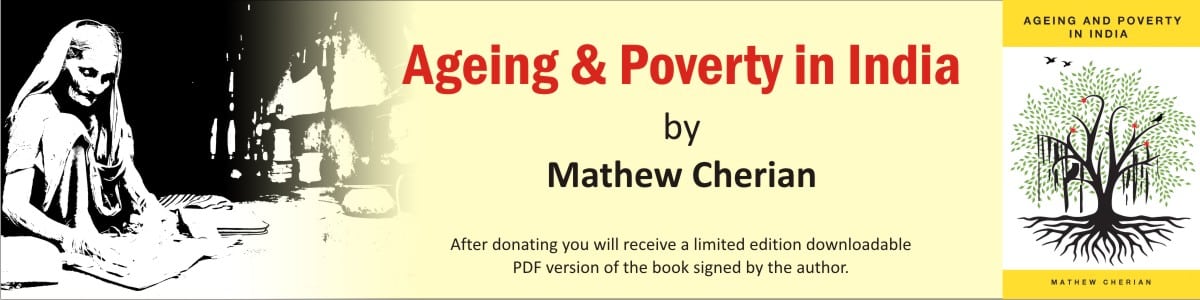 Ageing & Poverty in India
by
Mathew Cherian
After donating you will receive a limited edition downloadable
PDF version of the book signed by the author.
AGEING AND POVERTY
IN INDIA
MATHEW CHERIAN